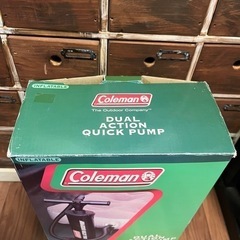 INFLATABLE
Coleman
The Outdoor Company
DUAL
ACTION
QUICK PUMP
INFLATABLE
Coleman